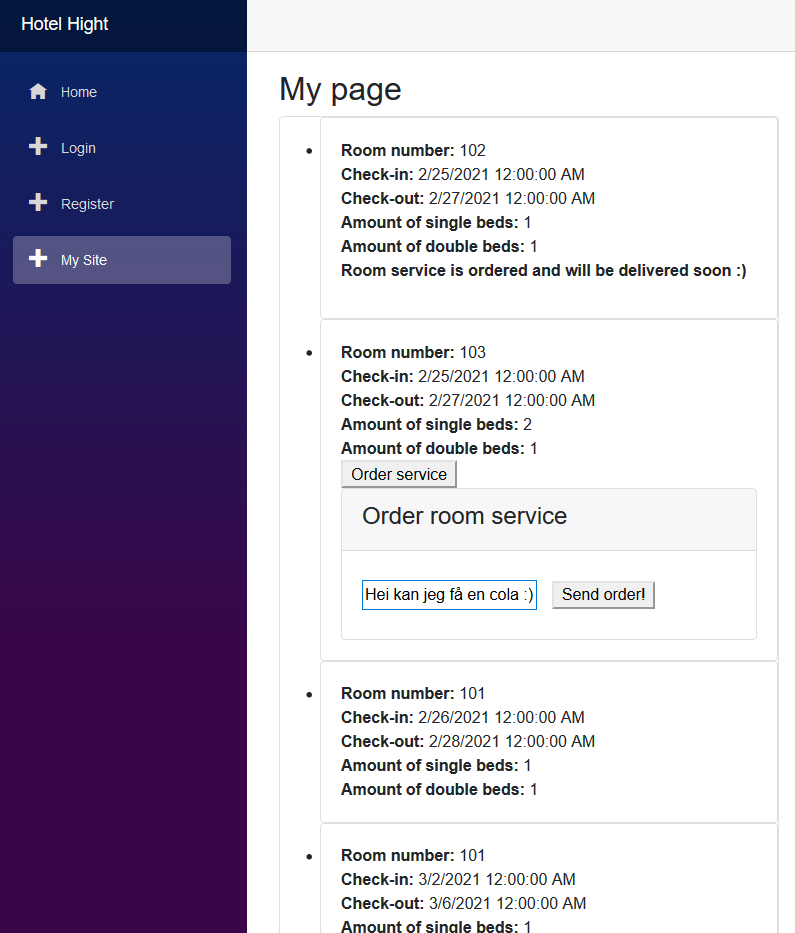 Hotel Hight
Home
Login
Register
My Site
My page
Room number: 102
Check-in: 2/25/2021 12:00:00 AM
Check-out: 2/27/2021 12:00:00 AM
Amount of single beds: 1
Amount of double beds: 1
Room service is ordered and will be delivered soon :)
Room number: 103
Check-in: 2/25/2021 12:00:00 AM
Check-out: 2/27/2021 12:00:00 AM
Amount of single beds: 2
Amount of double beds: 1
Order service
Order room service
Hei kan jeg få en cola :) Send order!
Room number: 101
Check-in: 2/26/2021 12:00:00 AM
Check-out: 2/28/2021 12:00:00 AM
Amount of single beds: 1
Amount of double beds: 1
Room number: 101
Check-in: 3/2/2021 12:00:00 AM
Check-out: 3/6/2021 12:00:00 AM
Amount of single beds: 1